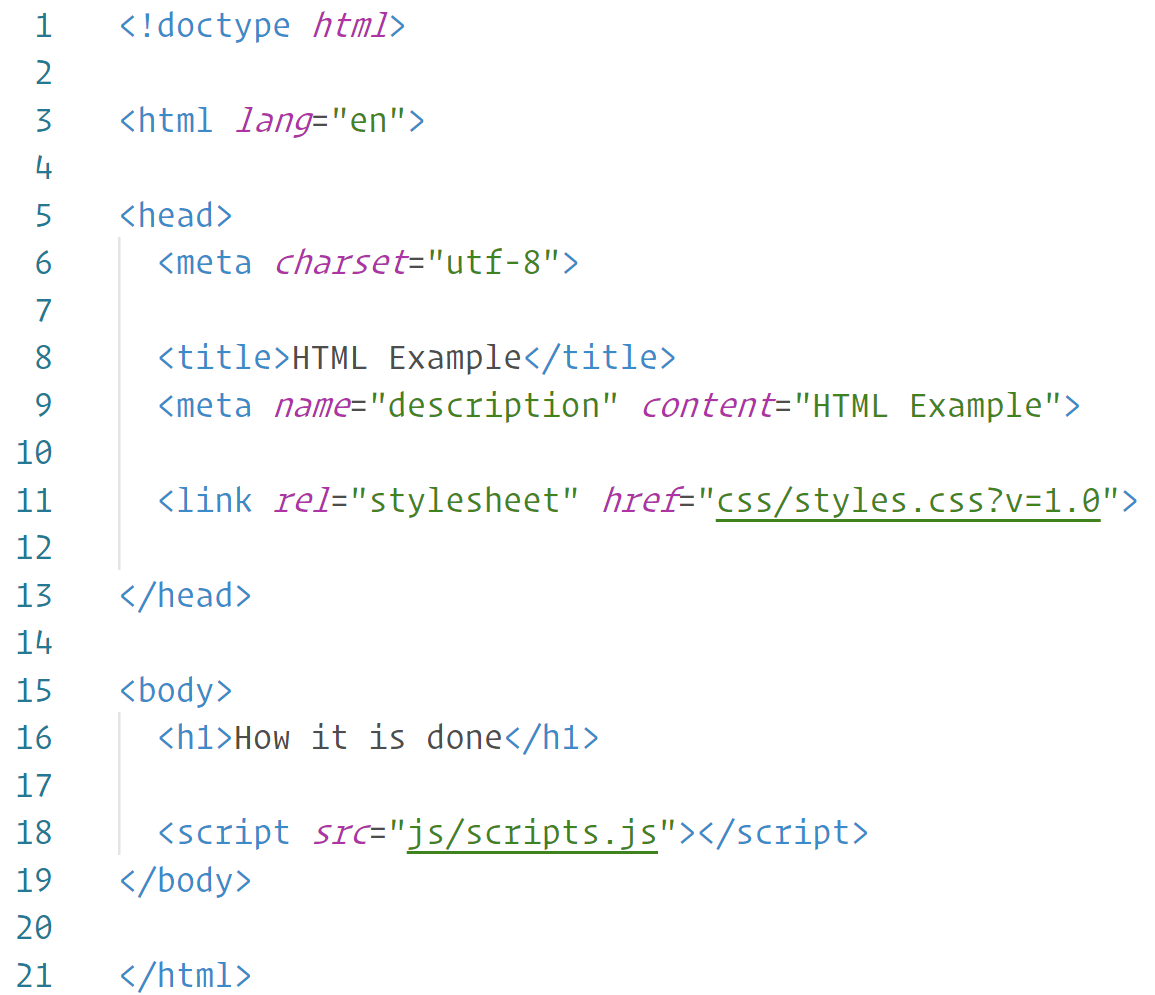 1 <!doctype html>
2
3 <html lang="en">
4
5 <head>
6   <meta charset="utf-8">
7
8   <title>HTML Example</title>
9   <meta name="description" content="HTML Example">
10
11   <link rel="stylesheet" href="css/styles.css?v=1.0">
12
13 </head>
14
15 <body>
16   <h1>How it is done</h1>
17
18   <script src="js/scripts.js"></script>
19 </body>
20
21 </html>